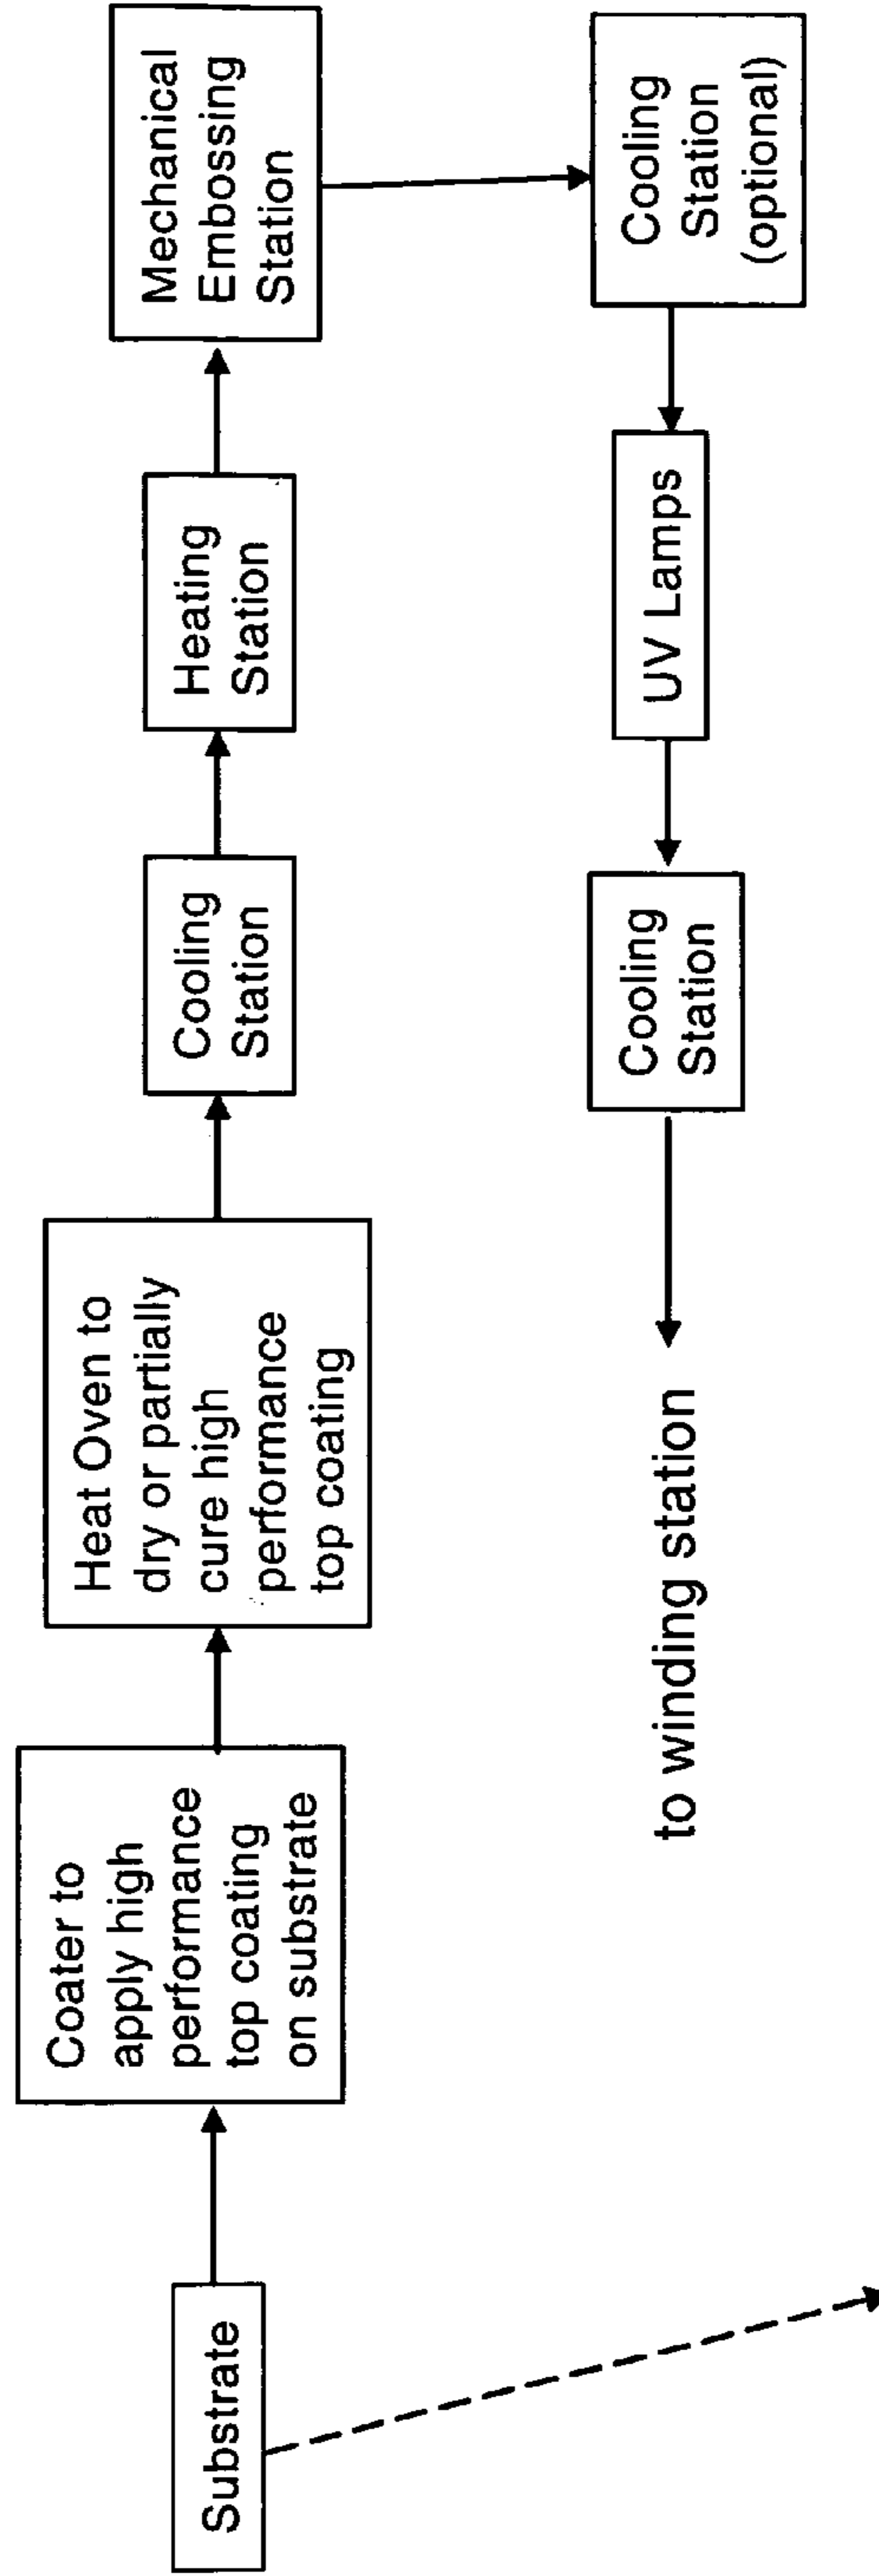 Substrate
Coater to
apply high
performance
top coating
on substrate
Heat Oven to
dry or partially
cure high
performance
top coating
Cooling
Station
Heating
Station
Mechanical
Embossing
Station
Cooling
Station
(optional)
UV Lamps
Cooling
Station
to winding station